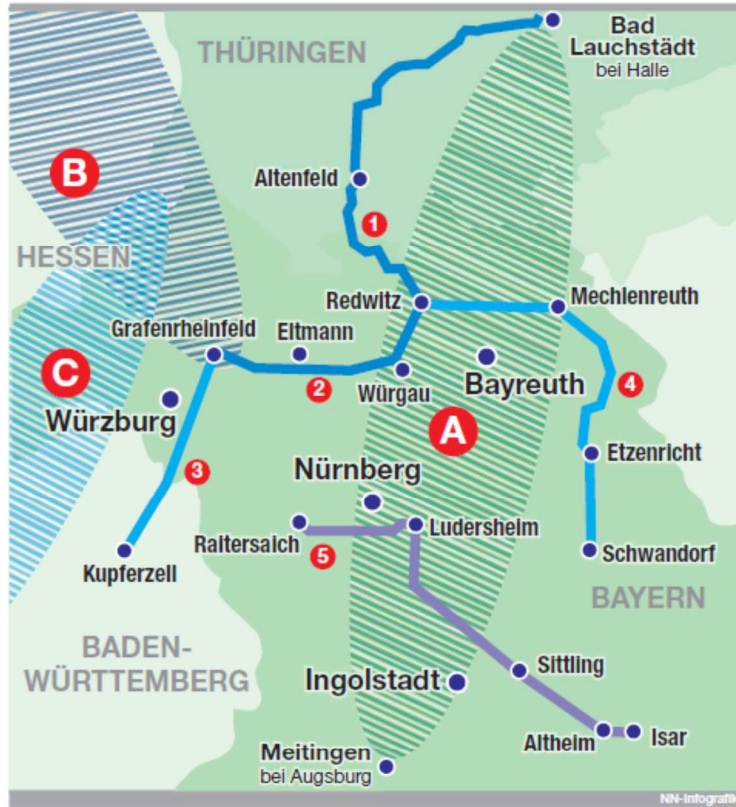 Bad
Lauchstädt
bei Halle
THÜRINGEN
B
Altenfeld
1
HESSEN
Redwitz
Mechlenreuth
Grafenrheinfeld
Eltmann
C
2
Würgau
Bayreuth
4
Würzburg
A
Etzenricht
3
Nürnberg
Raitersaich
5
Ludersheim
Schwandorf
Kupferzell
BAYERN
BADEN-
WÜRTTEMBERG
Sittling
Ingolstadt
Altheim
Isar
Meitingen
bei Augsburg
NN-Infografik